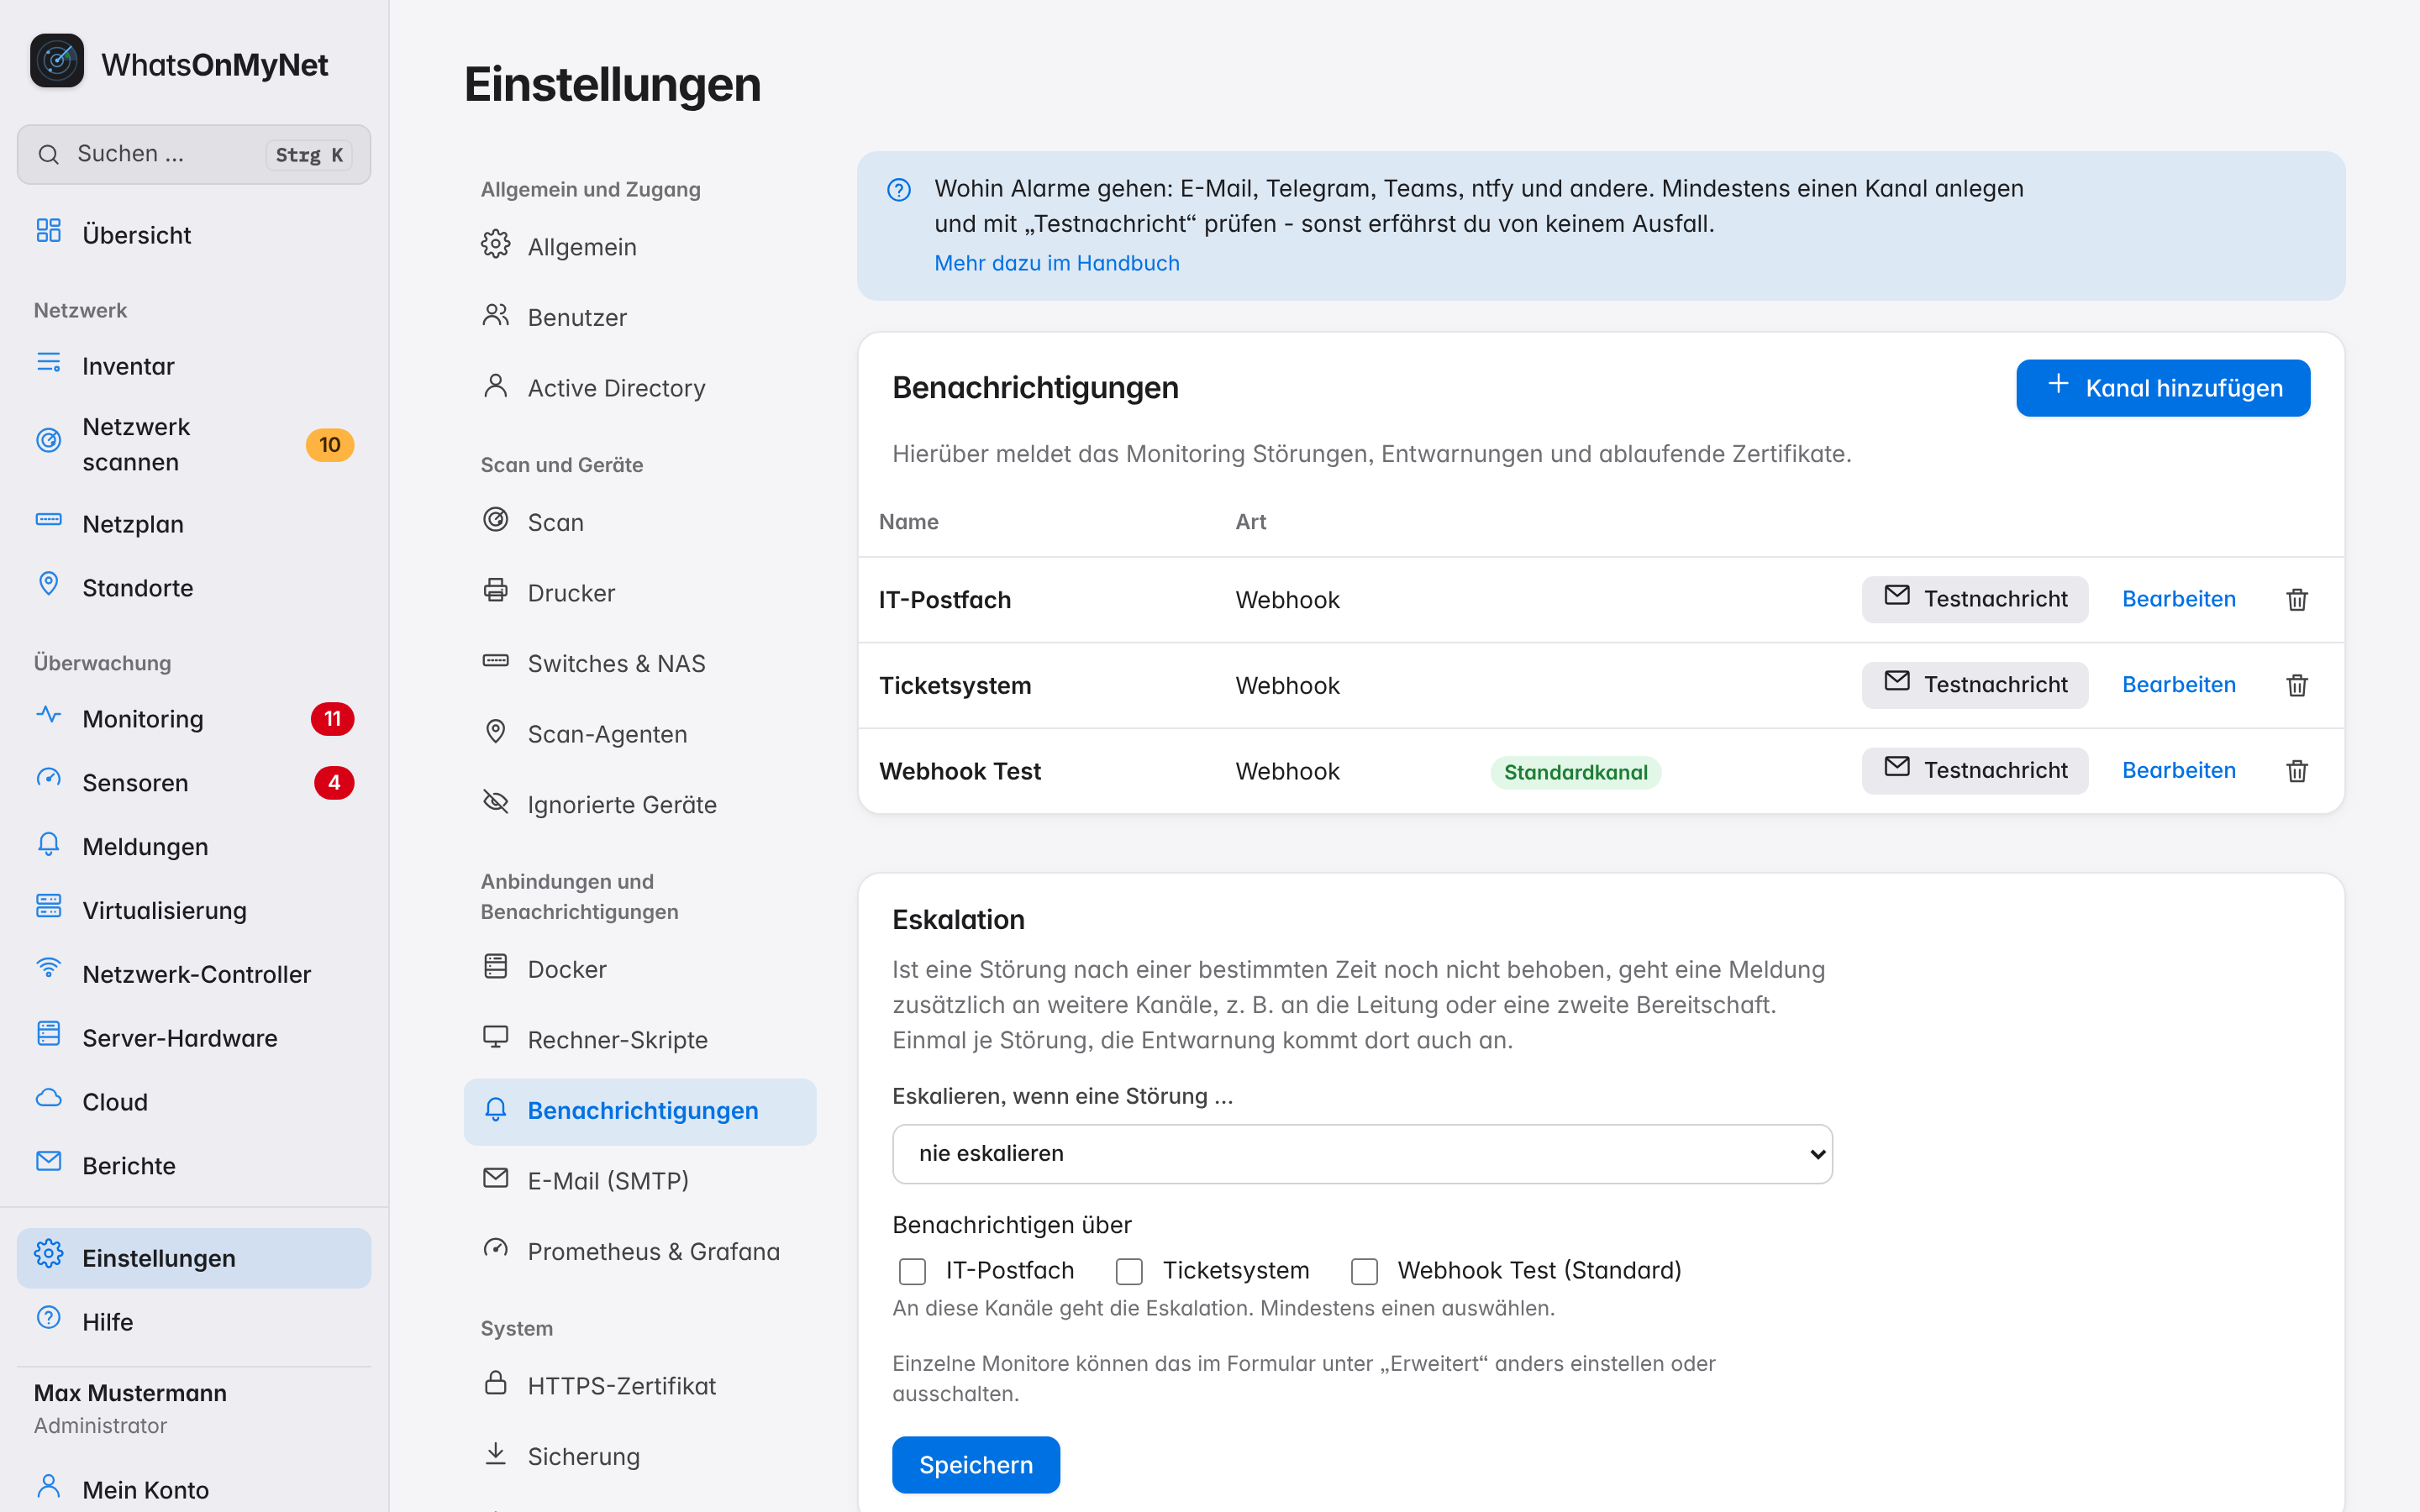 WhatsOnMyNet
Suchen ... Strg K
Übersicht
Netzwerk
Inventar
Netzwerk
scannen
10
Netzplan
Standorte
Überwachung
Monitoring 11
Sensoren 4
Meldungen
Virtualisierung
Netzwerk-Controller
Server-Hardware
Cloud
Berichte
Einstellungen
Hilfe
Max Mustermann
Administrator
Mein Konto
Einstellungen
Allgemein und Zugang
Allgemein
Benutzer
Active Directory
Scan und Geräte
Scan
Drucker
Switches & NAS
Scan-Agenten
Ignorierte Geräte
Anbindungen und
Benachrichtigungen
Docker
Rechner-Skripte
Benachrichtigungen
E-Mail (SMTP)
Prometheus & Grafana
System
HTTPS-Zertifikat
Sicherung
Wohin Alarme gehen: E-Mail, Telegram, Teams, ntfy und andere. Mindestens einen Kanal anlegen
und mit „Testnachricht“ prüfen - sonst erfährst du von keinem Ausfall.
Mehr dazu im Handbuch
Benachrichtigungen
Kanal hinzufügen
Hierüber meldet das Monitoring Störungen, Entwarnungen und ablaufende Zertifikate.
Name Art
IT-Postfach Webhook Testnachricht Bearbeiten
Ticketsystem Webhook Testnachricht Bearbeiten
Webhook Test Webhook Standardkanal Testnachricht Bearbeiten
Eskalation
Ist eine Störung nach einer bestimmten Zeit noch nicht behoben, geht eine Meldung
zusätzlich an weitere Kanäle, z. B. an die Leitung oder eine zweite Bereitschaft.
Einmal je Störung, die Entwarnung kommt dort auch an.
Eskalieren, wenn eine Störung ...
nie eskalieren
Benachrichtigen über
IT-Postfach Ticketsystem Webhook Test (Standard)
An diese Kanäle geht die Eskalation. Mindestens einen auswählen.
Einzelne Monitore können das im Formular unter „Erweitert“ anders einstellen oder
ausschalten.
Speichern